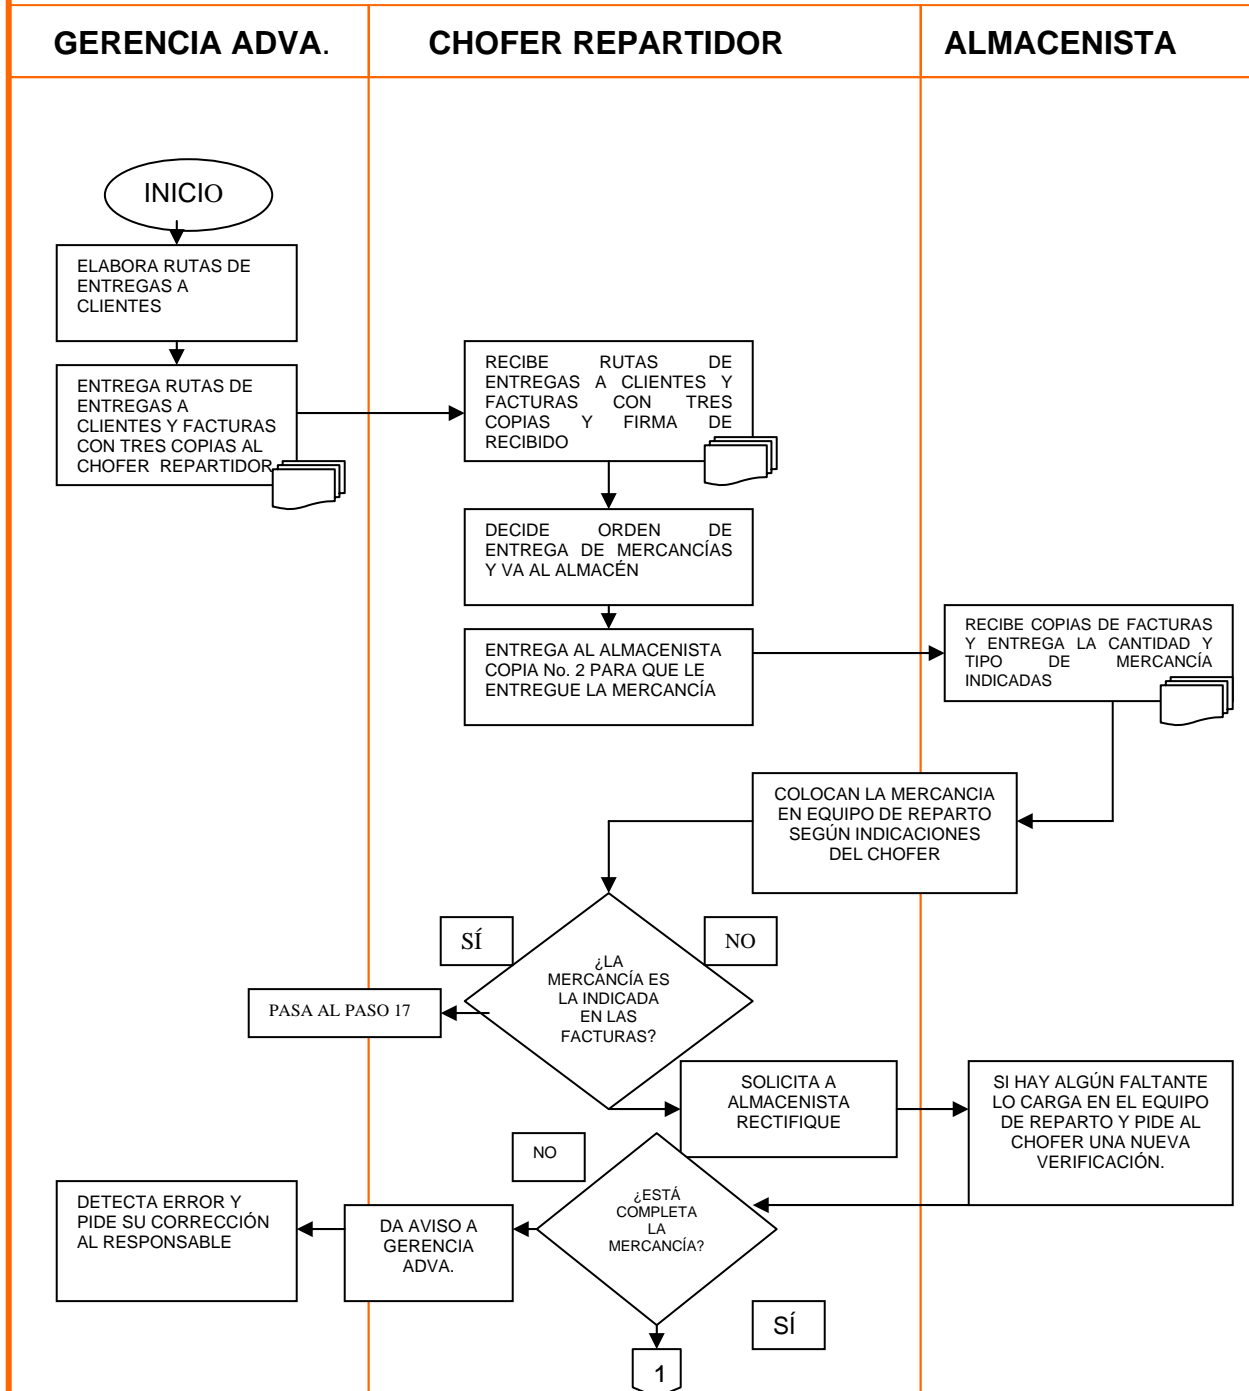 GERENCIA ADVA.
CHOFER REPARTIDOR
ALMACENISTA
INICIO
ELABORA RUTAS DE
ENTREGAS A
CLIENTES
ENTREGA RUTAS DE
ENTREGAS A
CLIENTES Y FACTURAS
CON TRES COPIAS AL
CHOFER REPARTIDOR
RECIBE RUTAS DE
ENTREGAS A CLIENTES Y
FACTURAS CON TRES
COPIAS Y FIRMA DE
RECIBIDO
DECIDE ORDEN DE
ENTREGA DE MERCANCÍAS
Y VA AL ALMACÉN
ENTREGA AL ALMACENISTA
COPIA No. 2 PARA QUE LE
ENTREGUE LA MERCANCÍA
RECIBE COPIAS DE FACTURAS
Y ENTREGA LA CANTIDAD Y
TIPO DE MERCANCÍA
INDICADAS
COLOCAN LA MERCANCIA
EN EQUIPO DE REPARTO
SEGÚN INDICACIONES
DEL CHOFER
SÍ
NO
¿LA
MERCANCÍA ES
LA INDICADA
EN LAS
FACTURAS?
PASA AL PASO 17
SOLICITA A
ALMACENISTA
RECTIFIQUE
SI HAY ALGÚN FALTANTE
LO CARGA EN EL EQUIPO
DE REPARTO Y PIDE AL
CHOFER UNA NUEVA
VERIFICACIÓN.
NO
¿ESTÁ
COMPLETA
LA
MERCANCÍA?
DA AVISO A
GERENCIA
ADVA.
DETECTA ERROR Y
PIDE SU CORRECCIÓN
AL RESPONSABLE
SÍ
1